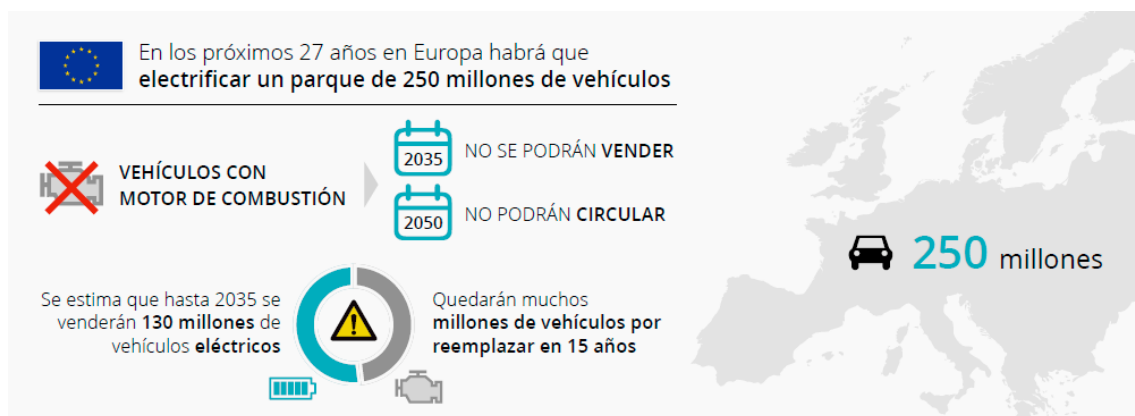 En los próximos 27 años en Europa habrá que
electrificar un parque de 250 millones de vehículos
VEHÍCULOS CON
MOTOR DE COMBUSTIÓN
2035
NO SE PODRÁN VENDER
2050
NO PODRÁN CIRCULAR
250 millones
Se estima que hasta 2035 se
venderán 130 millones de
vehículos eléctricos
Quedarán muchos
millones de vehículos por
reemplazar en 15 años